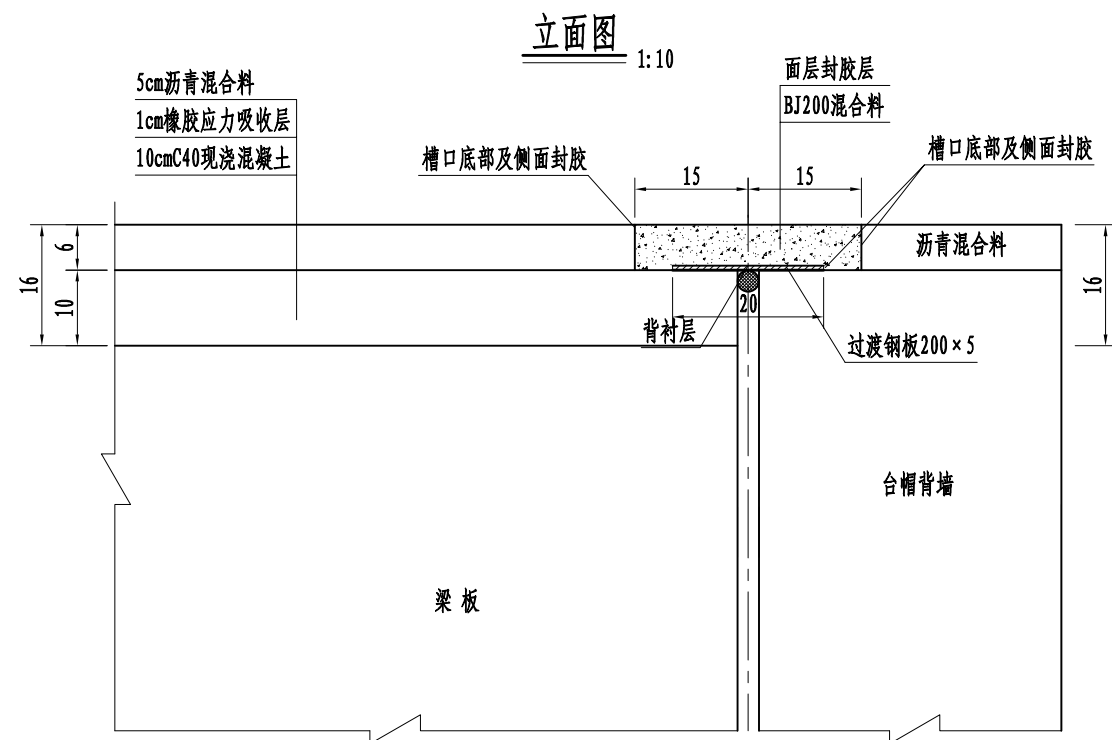 立面图
1:10
5cm沥青混合料
1cm橡胶应力吸收层
10cmC40现浇混凝土
面层封胶层
BJ200混合料
槽口底部及侧面封胶
槽口底部及侧面封胶
15
15
6
10
16
沥青混合料
16
20
背衬层
过渡钢板200×5
台帽背墙
梁板